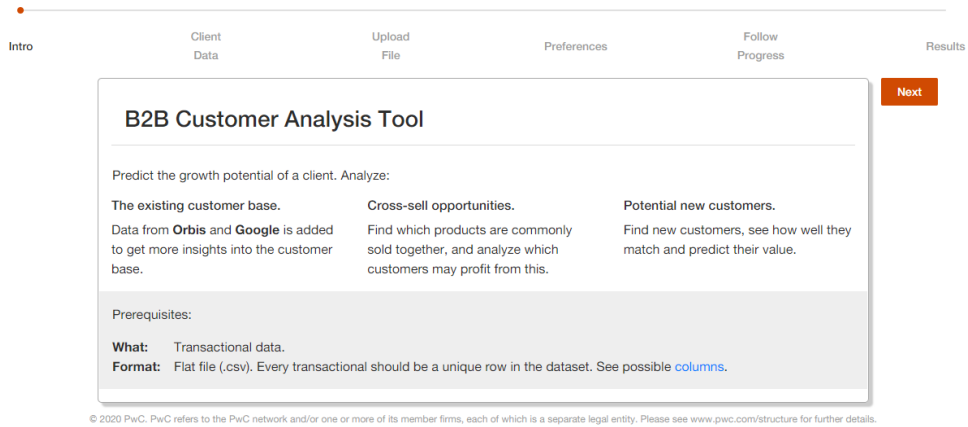 Intro
Client
Data
Upload
File
Preferences
Follow
Progress
Results
Next
B2B Customer Analysis Tool
Predict the growth potential of a client. Analyze:
The existing customer base.
Data from Orbis and Google is added
to get more insights into the customer
base.
Cross-sell opportunities.
Find which products are commonly
sold together, and analyze which
customers may profit from this.
Potential new customers.
Find new customers, see how well they
match and predict their value.
Prerequisites:
What: Transactional data.
Format: Flat file (.csv). Every transactional should be a unique row in the dataset. See possible columns.
© 2020 PwC. PwC refers to the PwC network and/or one or more of its member firms, each of which is a separate legal entity. Please see www.pwc.com/structure for further details.